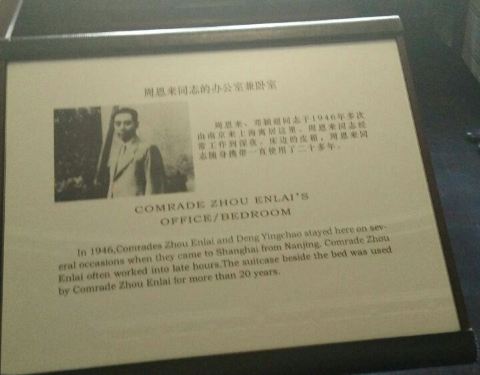 周恩来同志的办公室兼卧室
周恩来、邓颖超同志于1946年多次
由南京来上海寓居这里。周恩来同志经
常工作到深夜。床边的皮箱，周恩来同
志随身携带一直使用了二十多年。
COMRADE ZHOU ENLAI'S
OFFICE/BEDROOM
In 1946,Comrades Zhou Enlai and Deng Yingchao stayed here on sev-
eral occasions when they came to Shanghai from Nanjing. Comrade Zhou
Enlai often worked into late hours.The suitcase beside the bed was used
by Comrade Zhou Enlai for more than 20 years.